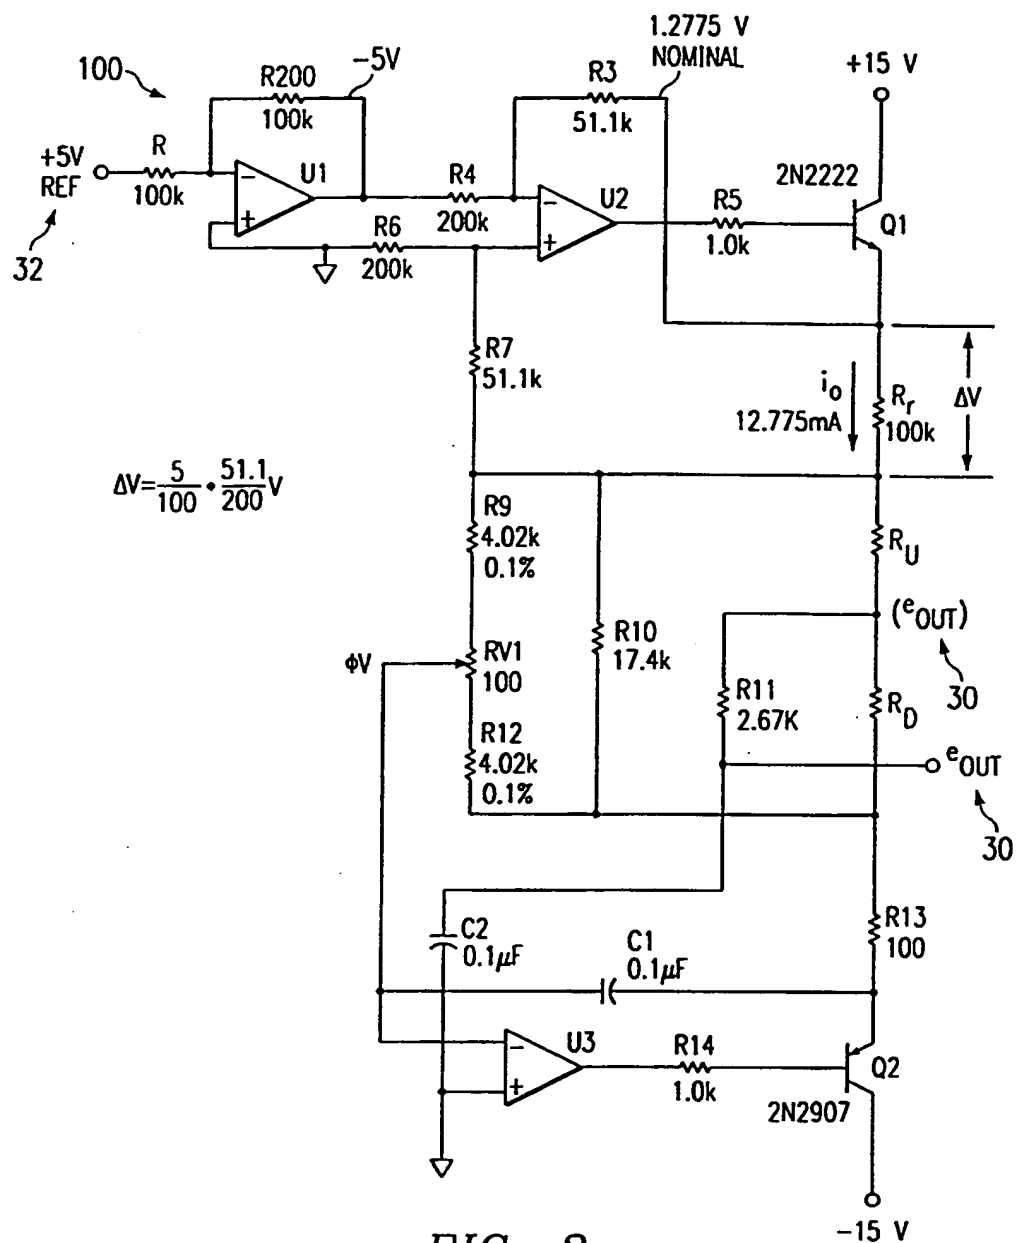 100
R200
100k
-5V
R3
51.1k
1.2775 V
NOMINAL
+15 V
+5V
REF
R
100k
32
−
+
U1
R4
200k
R6
200k
−
+
U2
R5
1.0k
2N2222
Q1
R7
51.1k
i_o
12.775mA
R_r
100k
ΔV
ΔV=5/100•51.1/200V
R9
4.02k
0.1%
R_U
(e_OUT)
30
ϕV
RV1
100
R10
17.4k
R11
2.67K
R_D
R12
4.02k
0.1%
e_OUT
30
C2
0.1μF
C1
0.1μF
R13
100
−
+
U3
R14
1.0k
Q2
2N2907
-15 V